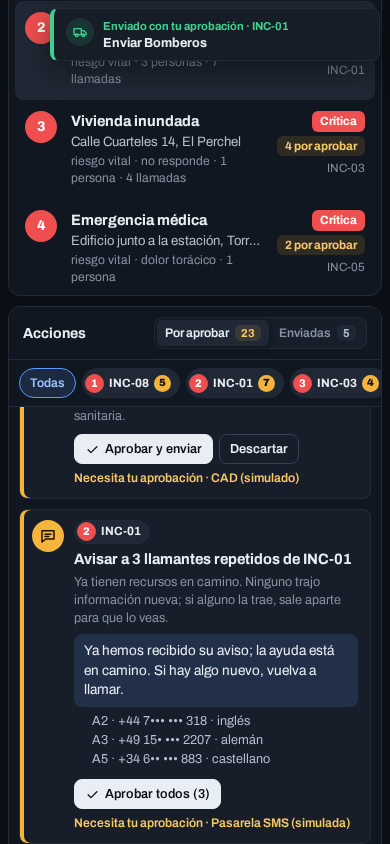 2
Enviado con tu aprobación · INC-01
Enviar Bomberos
riesgo vital · 3 personas · 7
llamadas
INC-01
3
Vivienda inundada
Crítica
Calle Cuarteles 14, El Perchel
4 por aprobar
riesgo vital · no responde · 1
persona · 4 llamadas
INC-03
4
Emergencia médica
Crítica
Edificio junto a la estación, Torr...
2 por aprobar
riesgo vital · dolor torácico · 1
persona
INC-05
Acciones
Por aprobar 23
Enviadas 5
Todas
1 INC-08 5
2 INC-01 7
3 INC-03 4
sanitaria.
Aprobar y enviar
Descartar
Necesita tu aprobación · CAD (simulado)
2 INC-01
Avisar a 3 llamantes repetidos de INC-01
Ya tienen recursos en camino. Ninguno trajo
información nueva; si alguno la trae, sale aparte
para que lo veas.
Ya hemos recibido su aviso; la ayuda está
en camino. Si hay algo nuevo, vuelva a
llamar.
A2 · +44 7••• ••• 318 · inglés
A3 · +49 15• ••• 2207 · alemán
A5 · +34 6•• ••• 883 · castellano
Aprobar todos (3)
Necesita tu aprobación · Pasarela SMS (simulada)